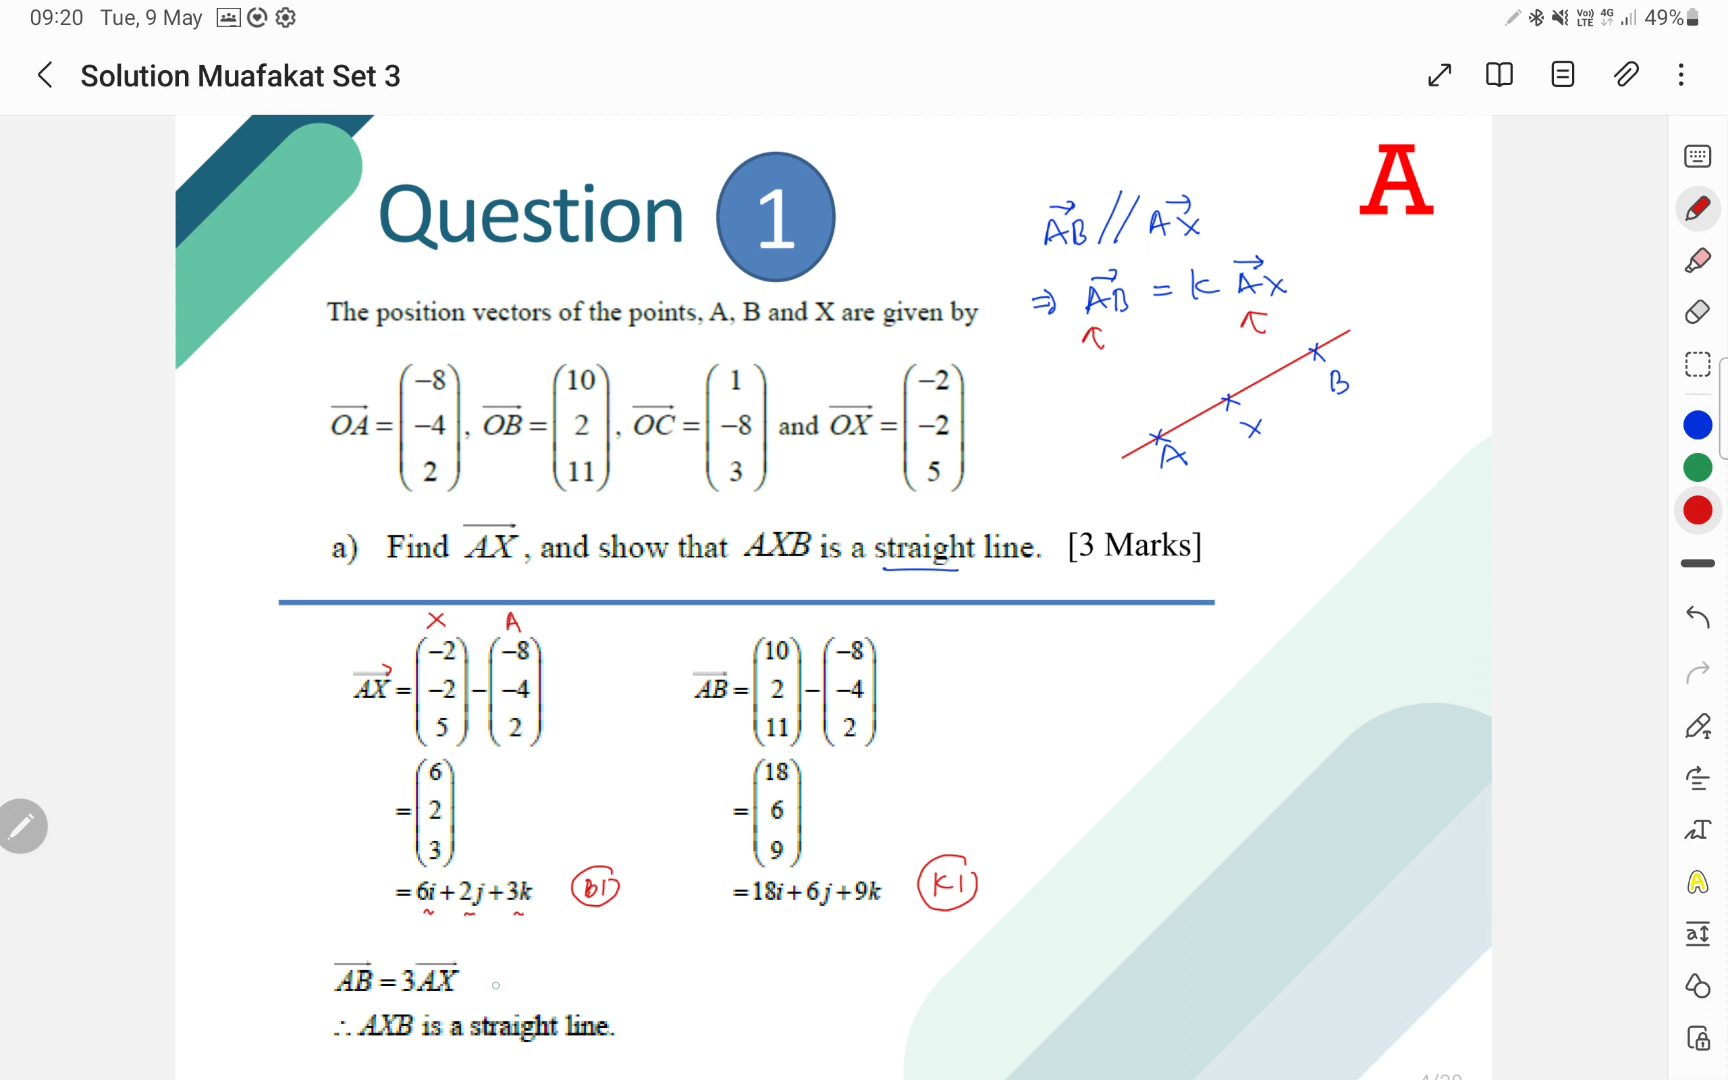 09:20 Tue, 9 May
Vo)) LTE 4G 49%
Solution Muafakat Set 3
A
Question 1
AB // AX
⇒ AB = k AX
The position vectors of the points, A, B and X are given by
OA = (−8 −4 2), OB = (10 2 11), OC = (1 −8 3) and OX = (−2 −2 5)
B
X
A
a) Find AX, and show that AXB is a straight line. [3 Marks]
X A
AX = (−2 −2 5) − (−8 −4 2)
= (6 2 3)
= 6i + 2j + 3k B1
AB = (10 2 11) − (−8 −4 2)
= (18 6 9)
= 18i + 6j + 9k K1
AB = 3AX
∴ AXB is a straight line.